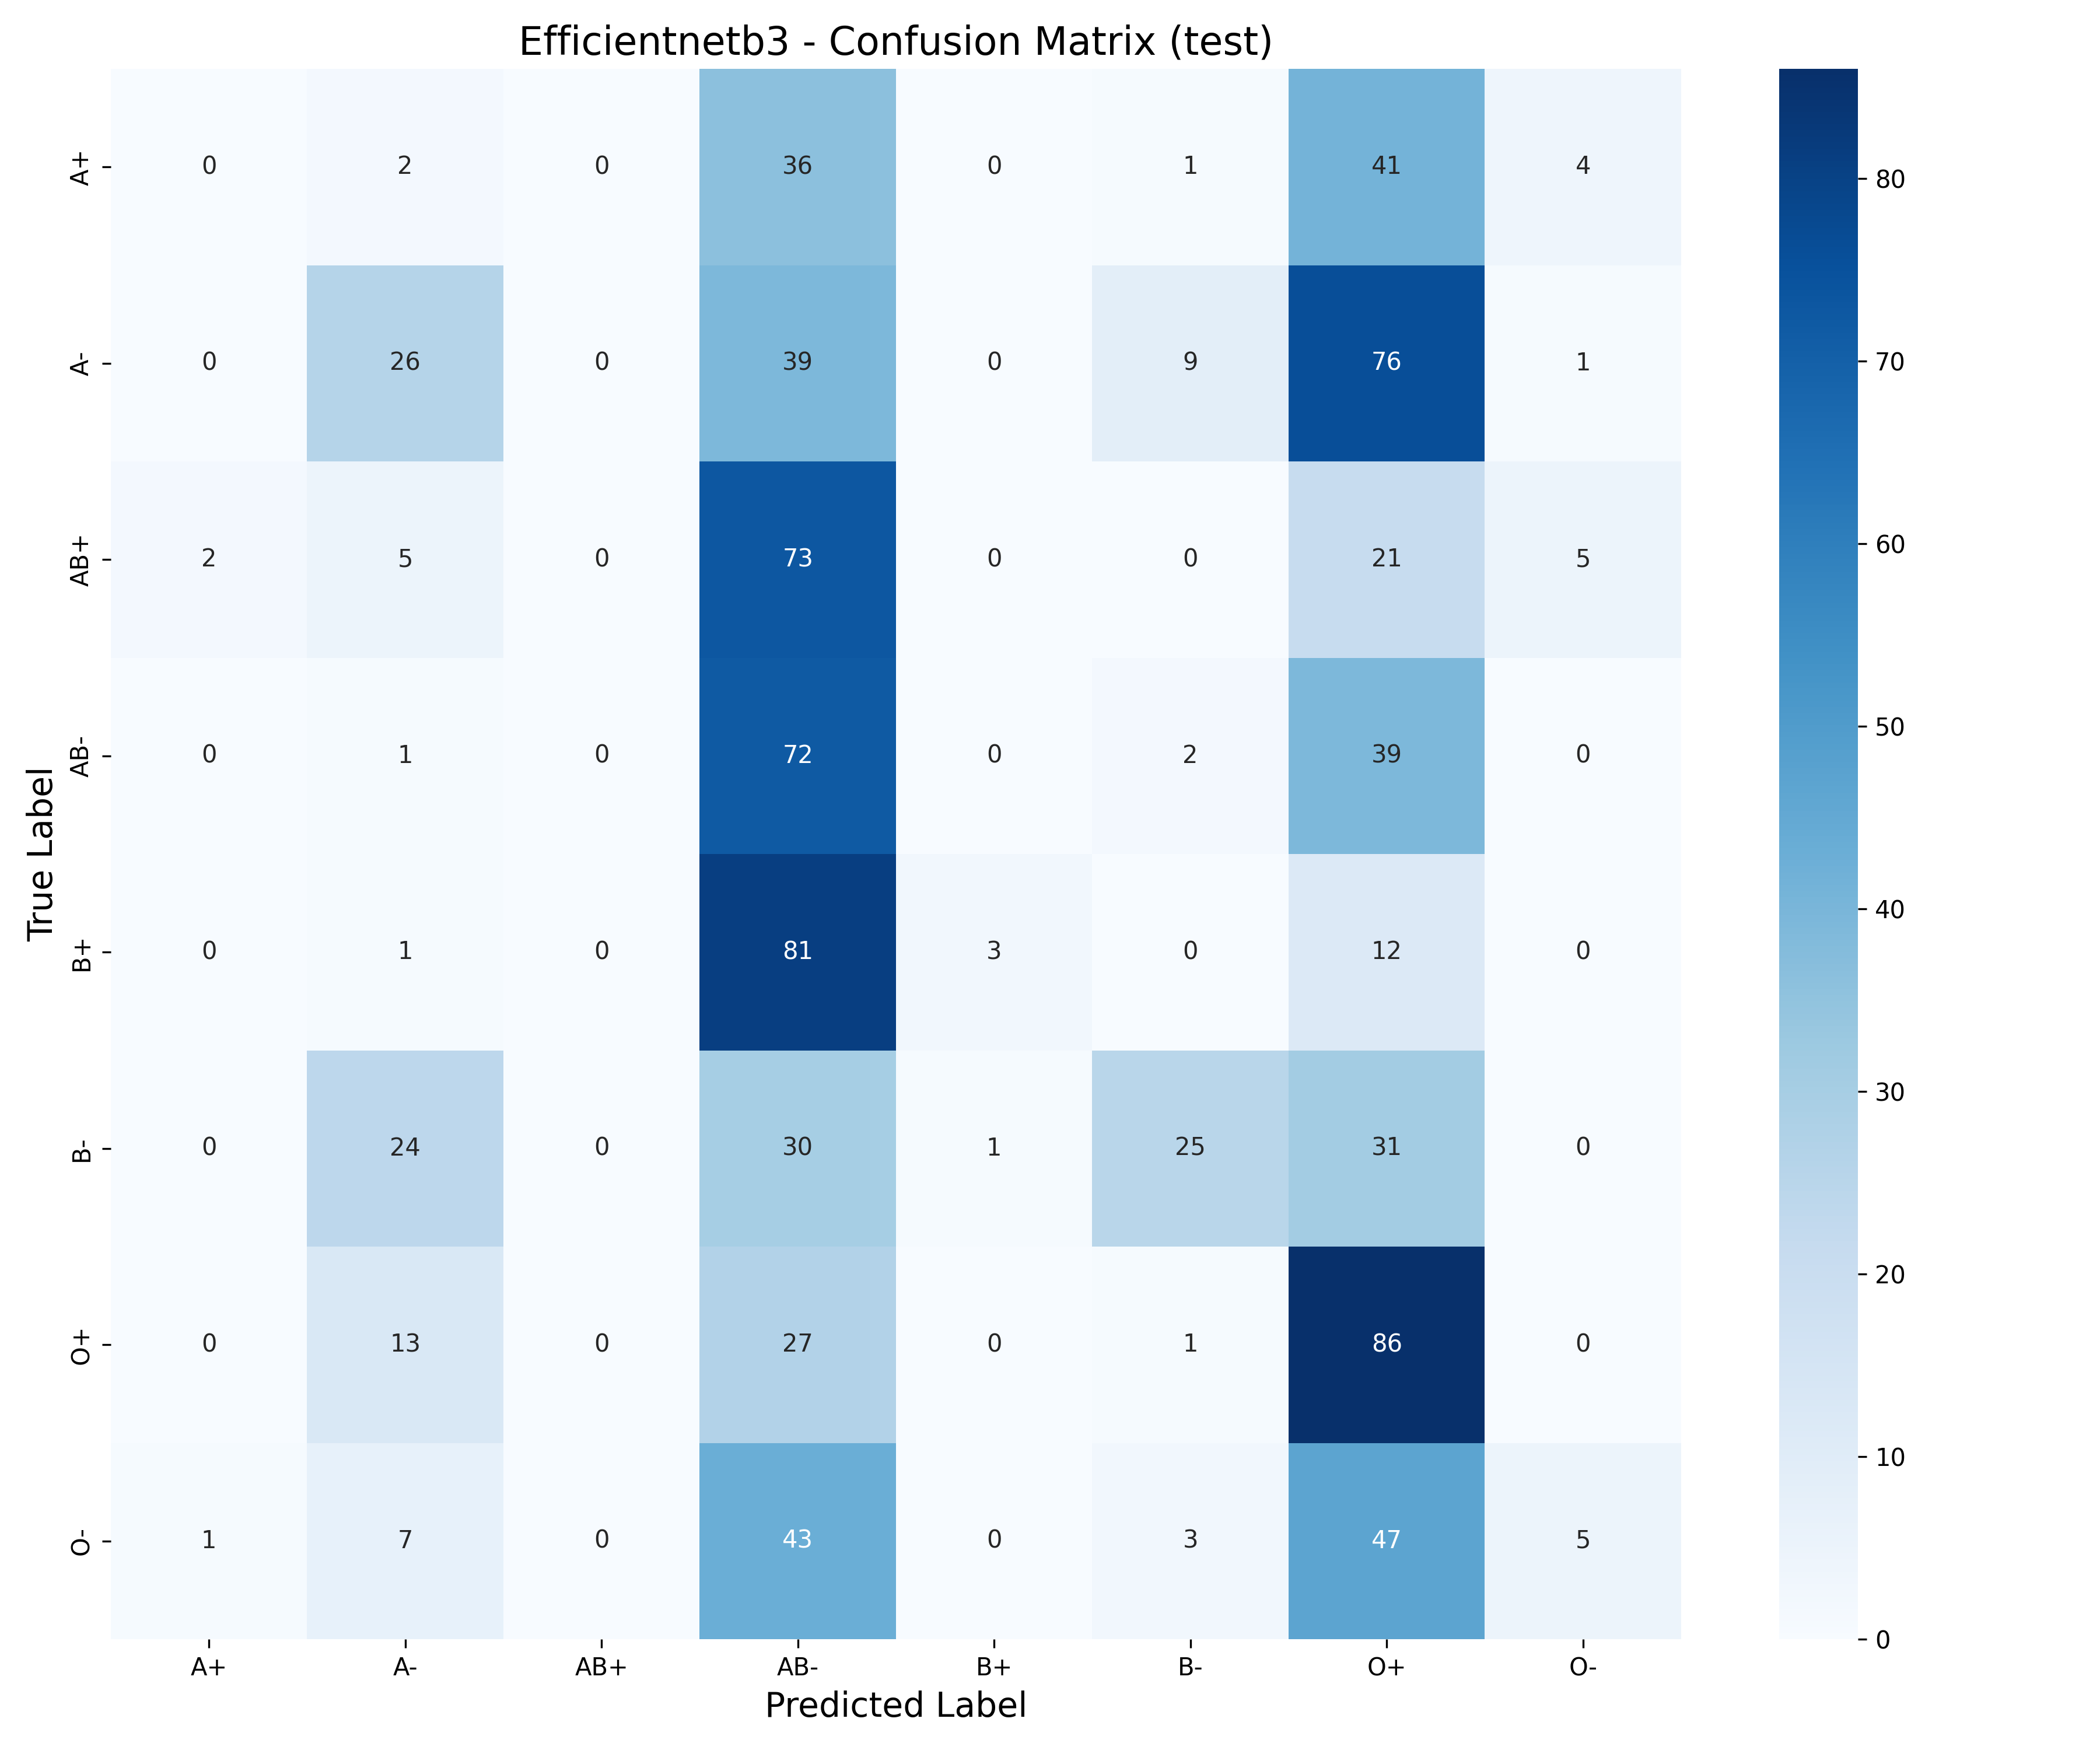 Efficientnetb3 - Confusion Matrix (test)
A+ 0 2 0 36 0 1 41 4
A- 0 26 0 39 0 9 76 1
AB+ 2 5 0 73 0 0 21 5
AB- 0 1 0 72 0 2 39 0
B+ 0 1 0 81 3 0 12 0
B- 0 24 0 30 1 25 31 0
O+ 0 13 0 27 0 1 86 0
O- 1 7 0 43 0 3 47 5
A+ A- AB+ AB- B+ B- O+ O-
Predicted Label
True Label
80
70
60
50
40
30
20
10
0